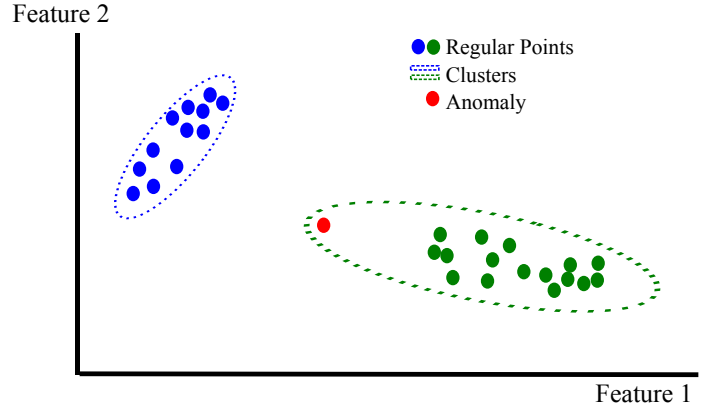 Feature 2
Regular Points
Clusters
Anomaly
Feature 1